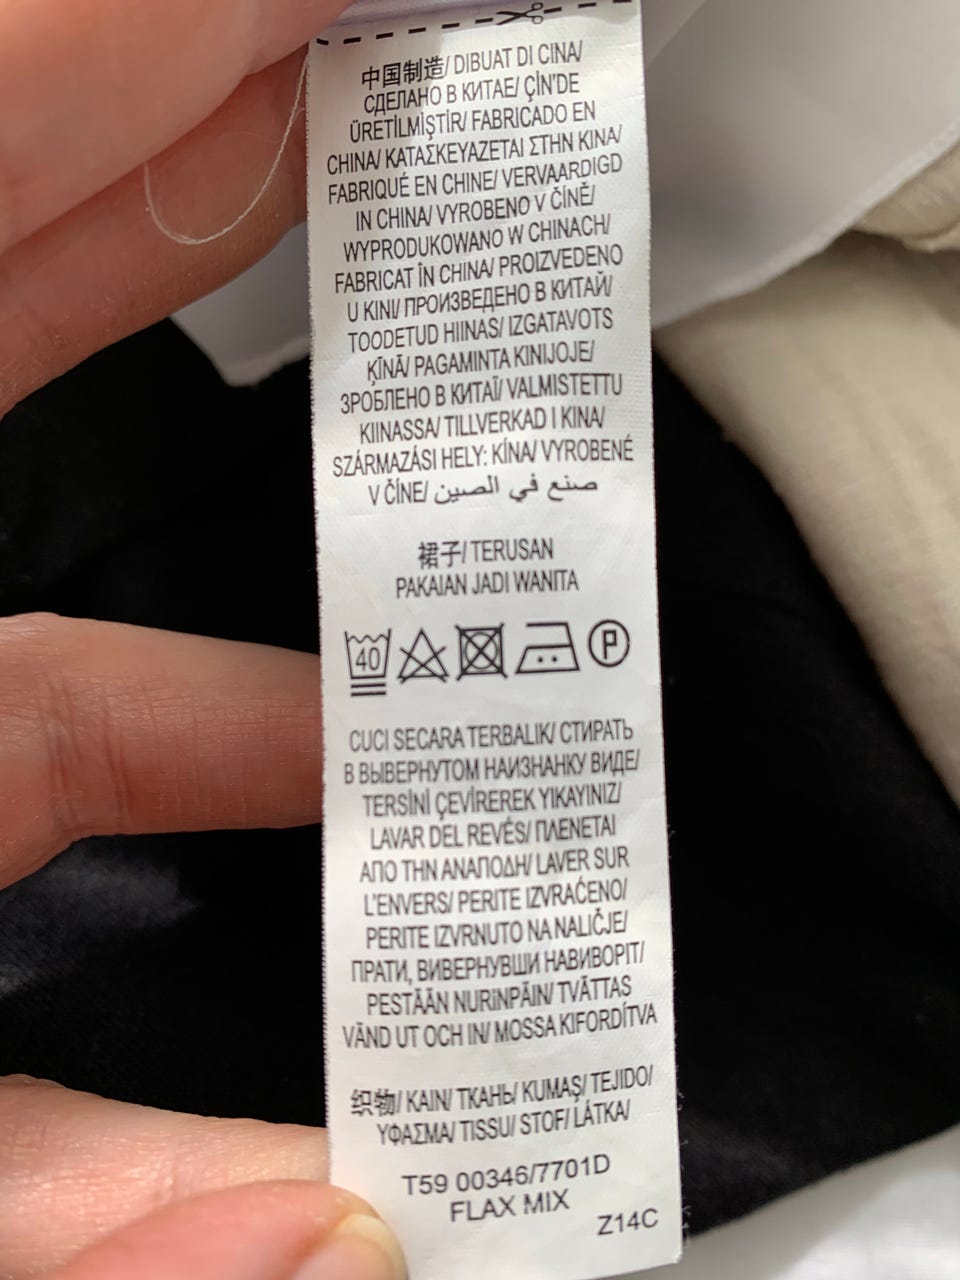 中国制造/ DIBUAT DI CINA/
СДЕЛАНО В КИТАЕ/ ÇİN'DE
ÜRETİLMİŞTİR/ FABRICADO EN
CHINA/ ΚΑΤΑΣΚΕΥΑΖΕΤΑΙ ΣΤΗΝ ΚΙΝΑ/
FABRIQUÉ EN CHINE/ VERVAARDIGD
IN CHINA/ VYROBENO V ČÍNĚ/
WYPRODUKOWANO W CHINACH/
FABRICAT ÎN CHINA/ PROIZVEDENO
U KINI/ ПРОИЗВЕДЕНО В КИТАЙ/
TOODETUD HIINAS/ IZGATAVOTS
ĶĪNĀ/ PAGAMINTA KINIJOJE/
ЗРОБЛЕНО В КИТАЇ/ VALMISTETTU
KIINASSA/ TILLVERKAD I KINA/
SZÁRMAZÁSI HELY: KÍNA/ VYROBENÉ
V ČÍNE/ صنع في الصين
裙子/ TERUSAN
PAKAIAN JADI WANITA
40 P
CUCI SECARA TERBALIK/ СТИРАТЬ
В ВЫВЕРНУТОМ НАИЗНАНКУ ВИДЕ/
TERSİNİ ÇEVİREREK YIKAYINIZ/
LAVAR DEL REVÉS/ ΠΛΕΝΕΤΑΙ
ΑΠΟ ΤΗΝ ΑΝΑΠΟΔΗ/ LAVER SUR
L'ENVERS/ PERITE IZVRAĆENO/
PERITE IZVRNUTO NA NALIČJE/
ПРАТИ, ВИВЕРНУВШИ НАВИВОРІТ/
PESTÄÄN NURINPÄIN/ TVÄTTAS
VÄND UT OCH IN/ MOSSA KIFORDÍTVA
织物/ KAIN/ ТКАНЬ/ KUMAŞ/ TEJIDO/
ΥΦΑΣΜΑ/ TISSU/ STOF/ LÁTKA/
T59 00346/7701D
FLAX MIX
Z14C